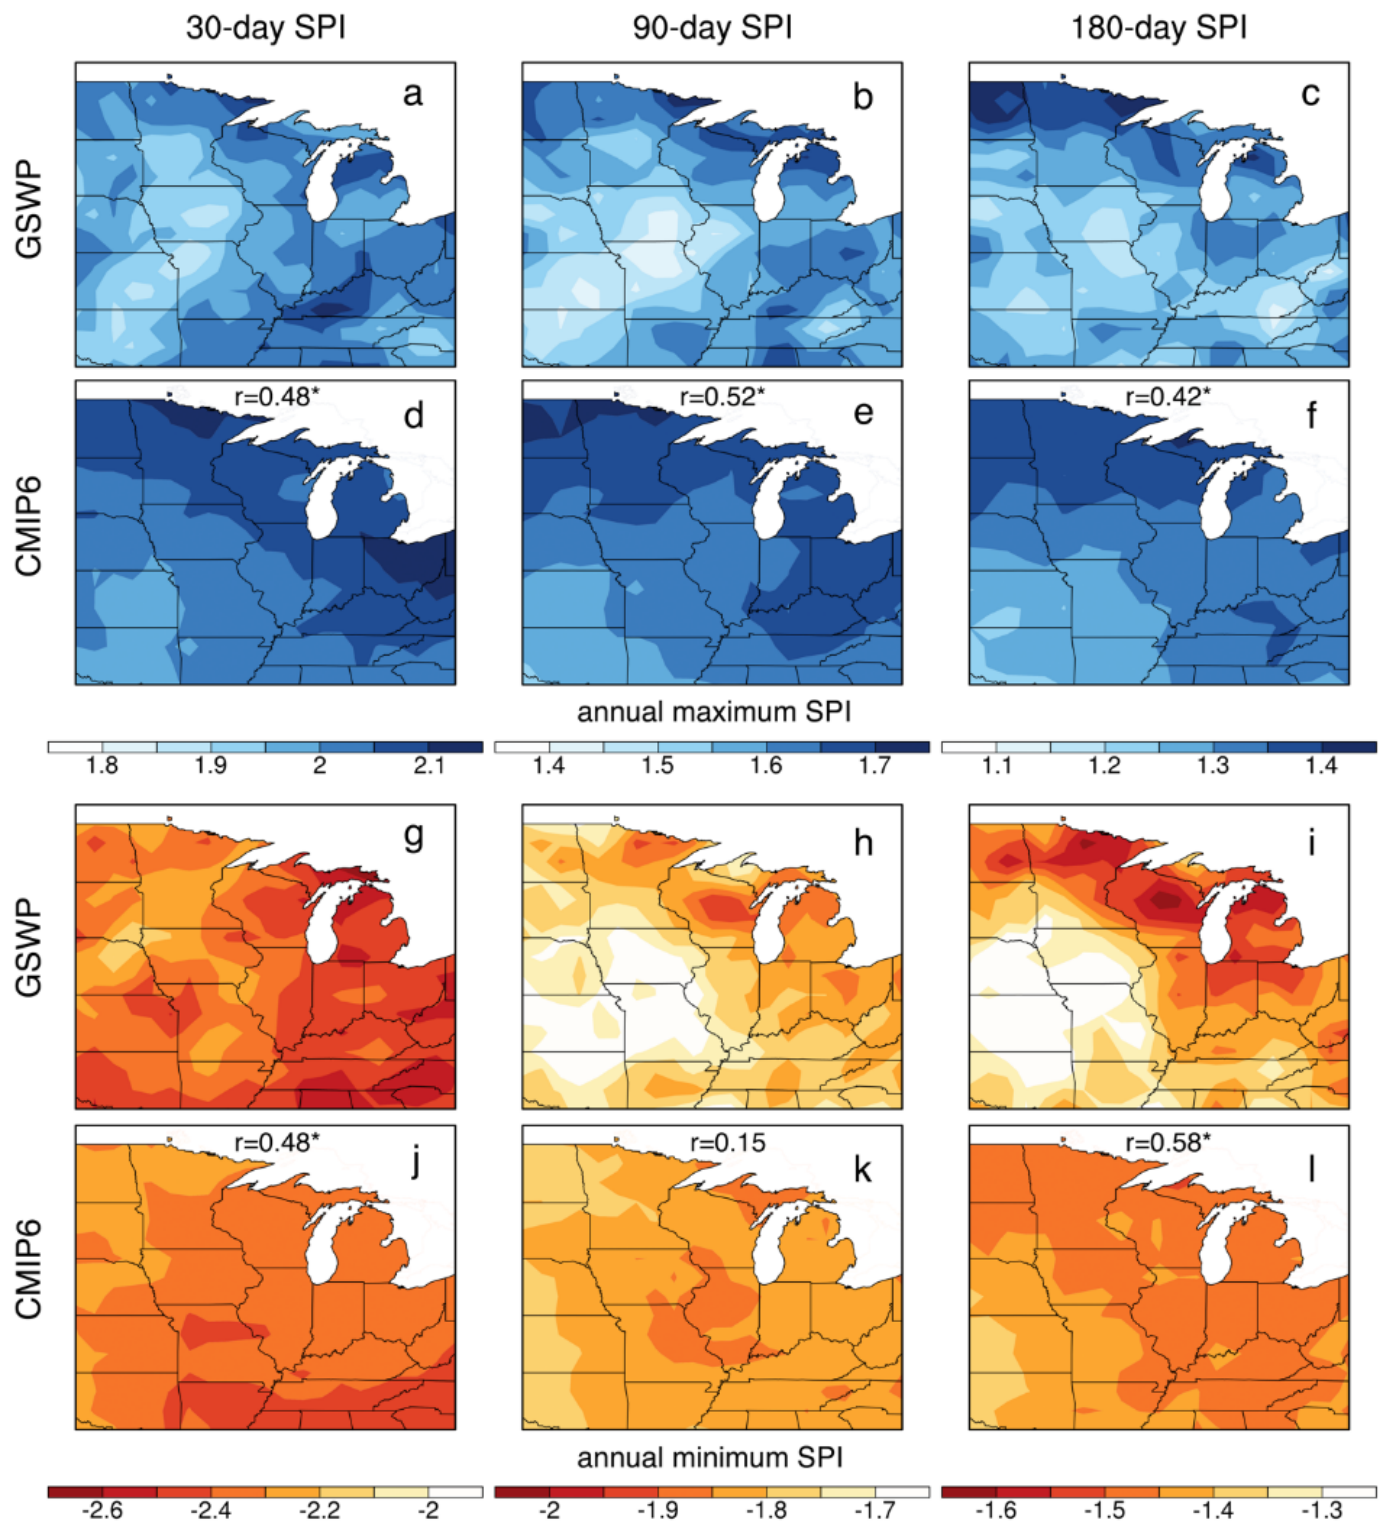 30-day SPI 90-day SPI 180-day SPI
GSWP a b c
CMIP6 r=0.48* d r=0.52* e r=0.42* f
annual maximum SPI
1.8 1.9 2 2.1 1.4 1.5 1.6 1.7 1.1 1.2 1.3 1.4
GSWP g h i
CMIP6 r=0.48* j r=0.15 k r=0.58* l
annual minimum SPI
-2.6 -2.4 -2.2 -2 -2 -1.9 -1.8 -1.7 -1.6 -1.5 -1.4 -1.3